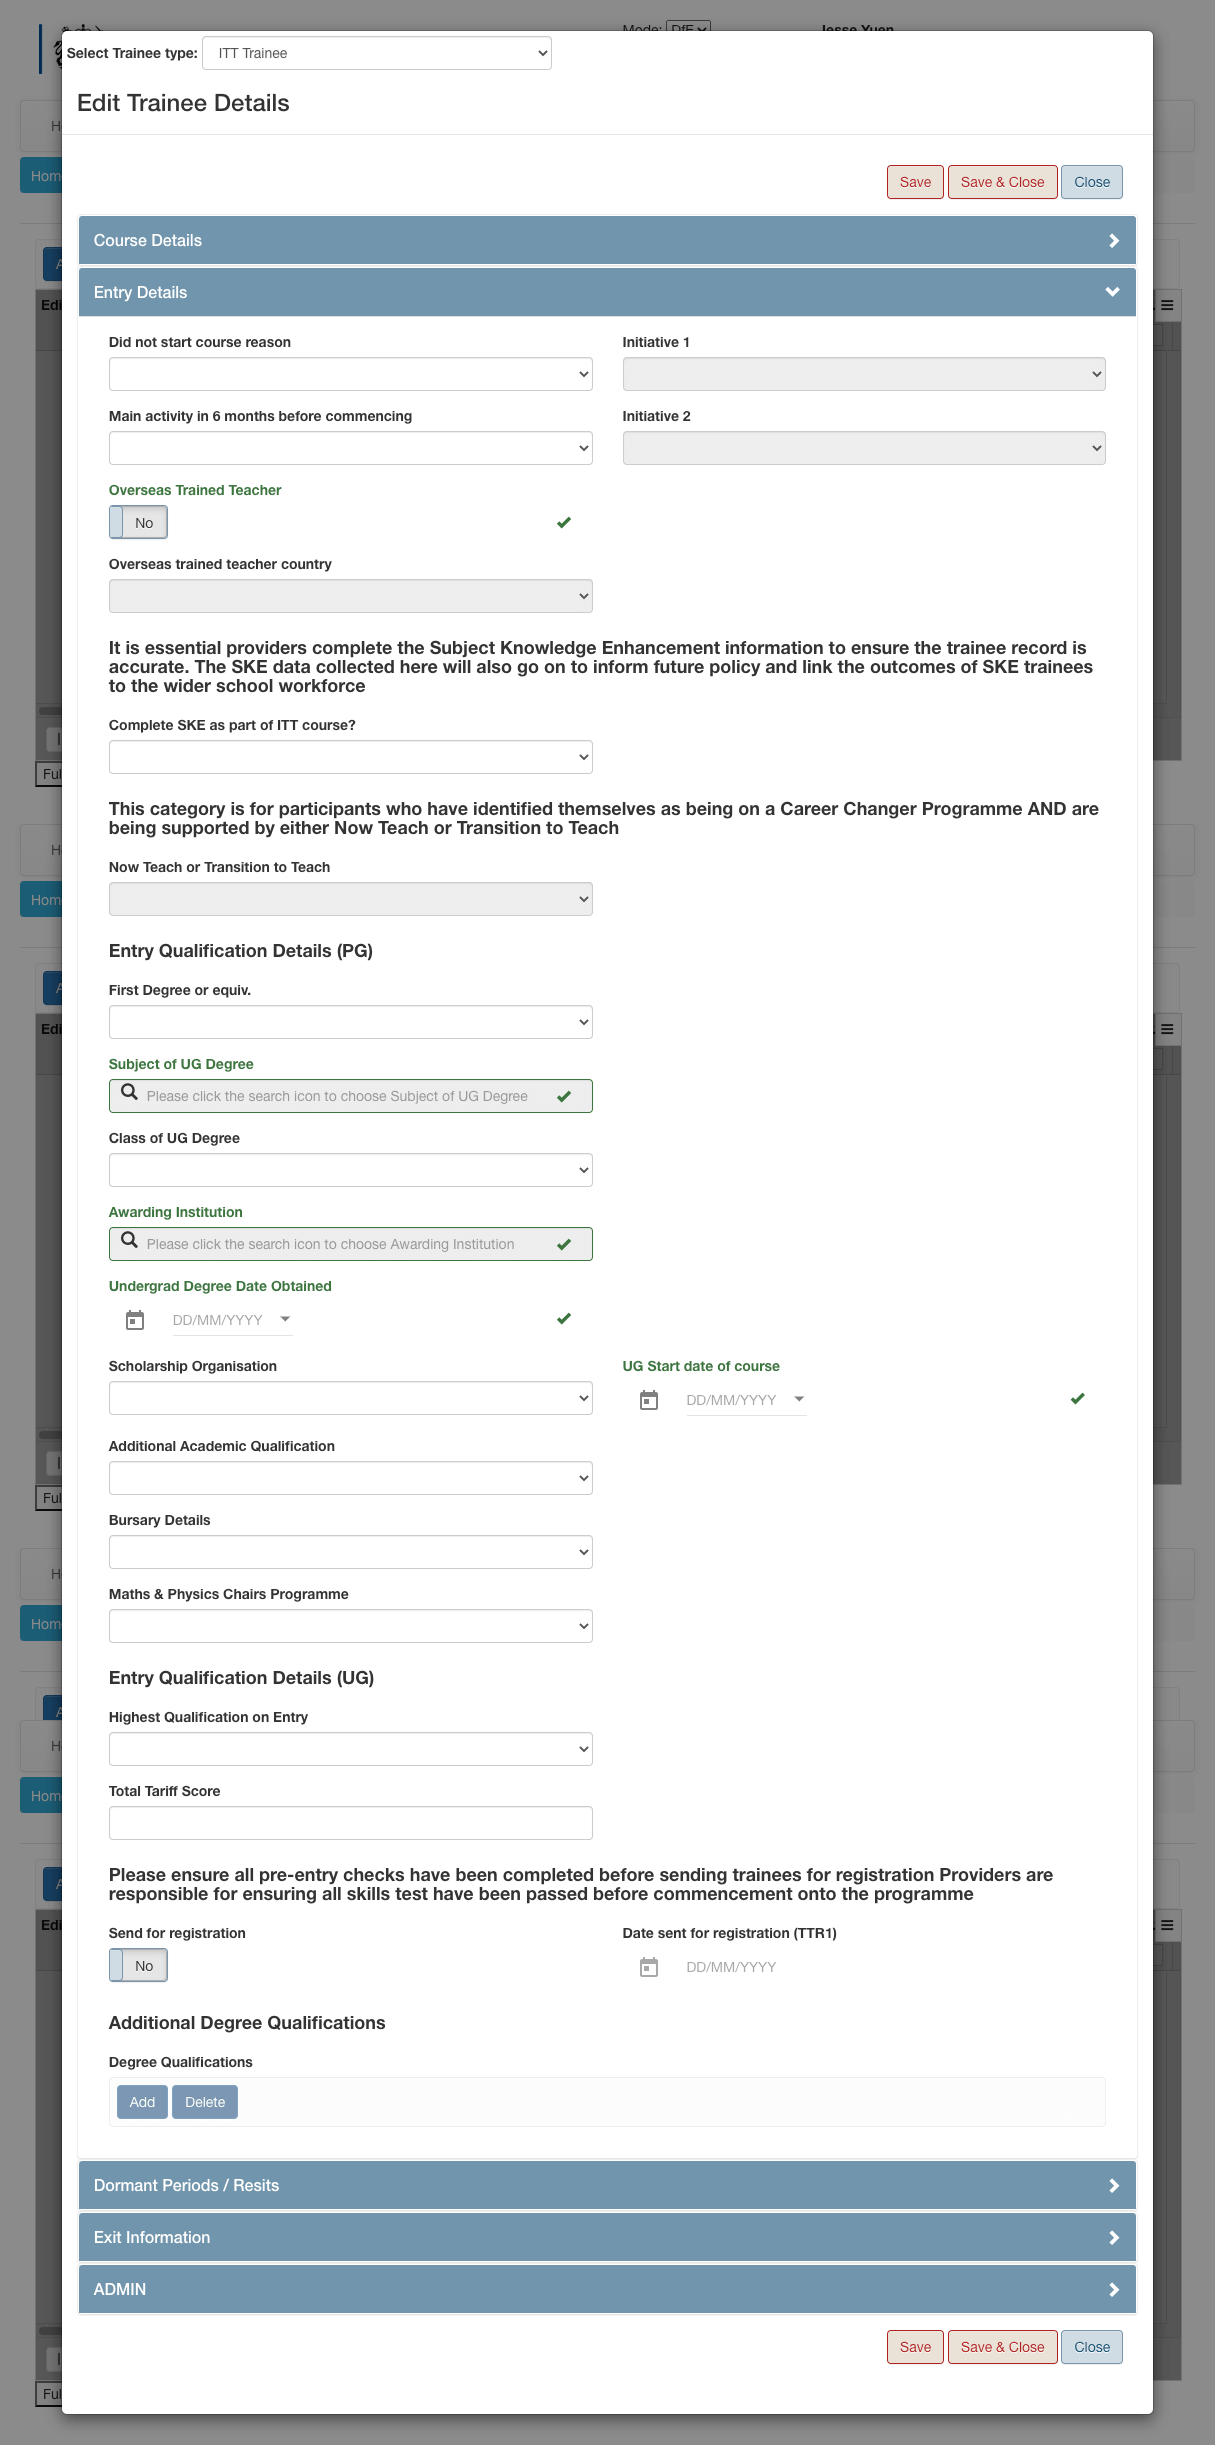 Mode: DfE
Jesse Yuen
Select Trainee type: ITT Trainee
Edit Trainee Details
Save Save & Close Close
Course Details
Entry Details
Did not start course reason
Initiative 1
Main activity in 6 months before commencing
Initiative 2
Overseas Trained Teacher
No
Overseas trained teacher country
It is essential providers complete the Subject Knowledge Enhancement information to ensure the trainee record is
accurate. The SKE data collected here will also go on to inform future policy and link the outcomes of SKE trainees
to the wider school workforce
Complete SKE as part of ITT course?
This category is for participants who have identified themselves as being on a Career Changer Programme AND are
being supported by either Now Teach or Transition to Teach
Now Teach or Transition to Teach
Entry Qualification Details (PG)
First Degree or equiv.
Subject of UG Degree
Please click the search icon to choose Subject of UG Degree
Class of UG Degree
Awarding Institution
Please click the search icon to choose Awarding Institution
Undergrad Degree Date Obtained
DD/MM/YYYY
Scholarship Organisation
UG Start date of course
DD/MM/YYYY
Additional Academic Qualification
Bursary Details
Maths & Physics Chairs Programme
Entry Qualification Details (UG)
Highest Qualification on Entry
Total Tariff Score
Please ensure all pre-entry checks have been completed before sending trainees for registration Providers are
responsible for ensuring all skills test have been passed before commencement onto the programme
Send for registration
Date sent for registration (TTR1)
No
DD/MM/YYYY
Additional Degree Qualifications
Degree Qualifications
Add Delete
Dormant Periods / Resits
Exit Information
ADMIN
Save Save & Close Close